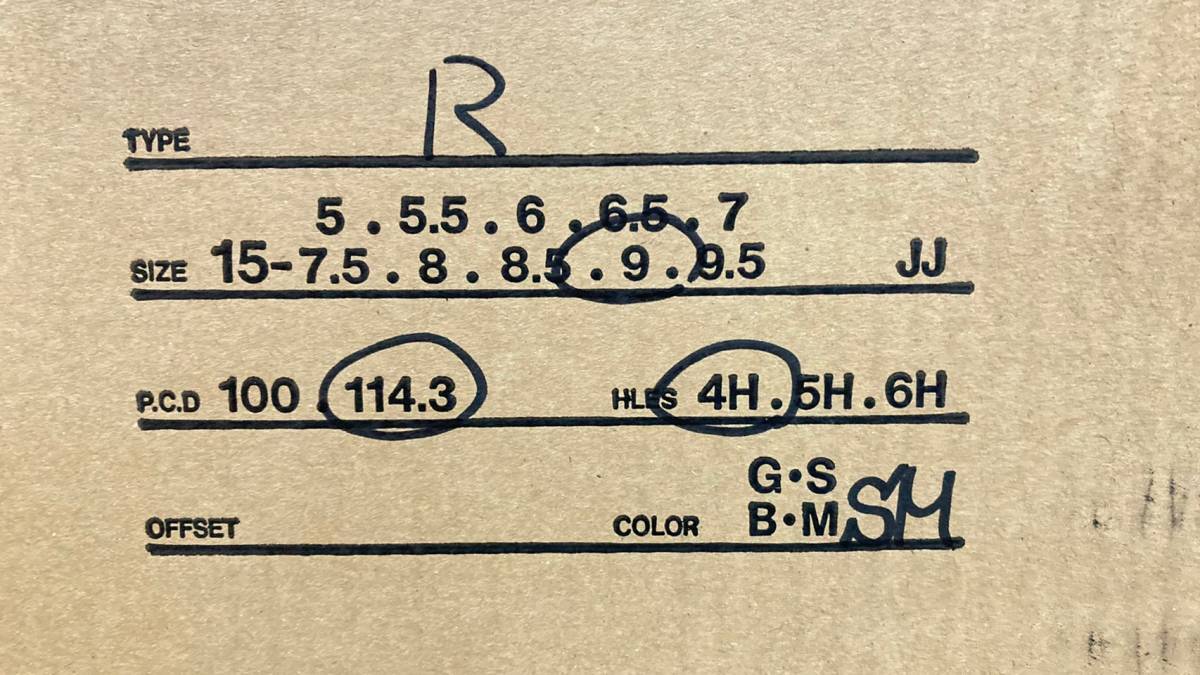 TYPE R
5 . 5.5 . 6 . 6.5 . 7
SIZE 15-7.5 . 8 . 8.5 . 9 . 9.5 JJ
P.C.D 100 . 114.3 HLES 4H . 5H . 6H
G・S
OFFSET COLOR B・M SM